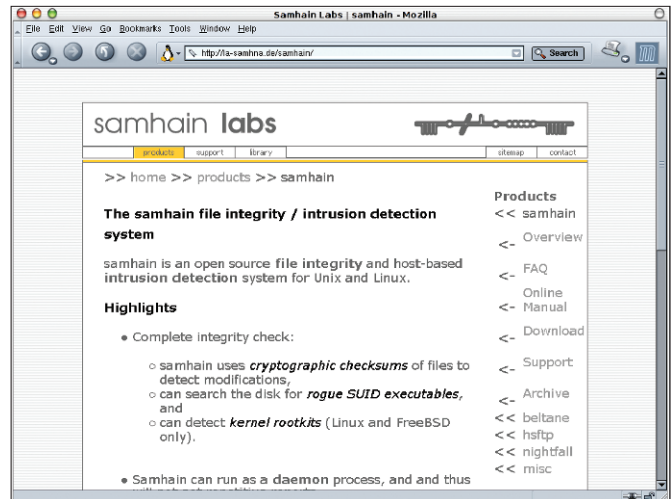 Samhain Labs | samhain - Mozilla
File Edit View Go Bookmarks Tools Window Help
http://la-samhna.de/samhain/
Search
samhain labs
products support library sitemap contact
>> home >> products >> samhain
The samhain file integrity / intrusion detection
system
samhain is an open source file integrity and host-based
intrusion detection system for Unix and Linux.
Highlights
• Complete integrity check:
○ samhain uses cryptographic checksums of files to
detect modifications,
○ can search the disk for rogue SUID executables,
and
○ can detect kernel rootkits (Linux and FreeBSD
only).
• Samhain can run as a daemon process, and and thus
Products
<< samhain
<- Overview
<- FAQ
Online
<- Manual
<- Download
<- Support
<- Archive
<< beltane
<< hsftp
<< nightfall
<< misc